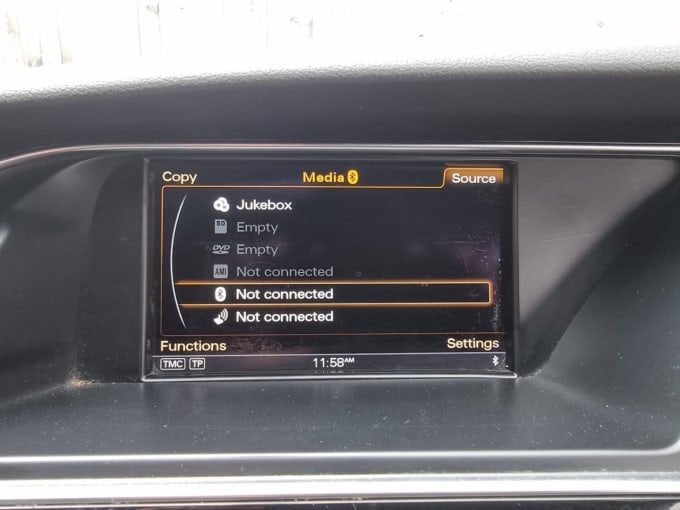 Copy Media Source
Jukebox
SD Empty
DVD Empty
AMI Not connected
Not connected
Not connected
Functions Settings
TMC TP 11:58AM